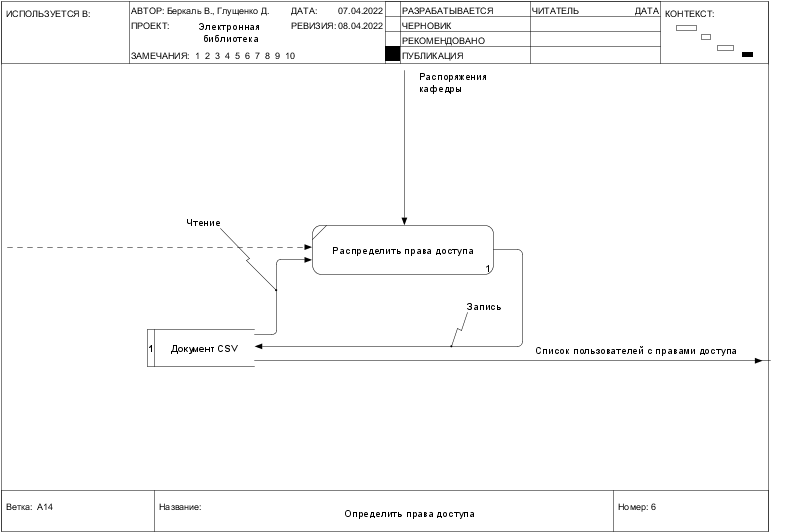 ИСПОЛЬЗУЕТСЯ В:
АВТОР: Беркаль В., Глущенко Д.
ДАТА: 07.04.2022
ПРОЕКТ: Электронная
библиотека
РЕВИЗИЯ: 08.04.2022
ЗАМЕЧАНИЯ: 1 2 3 4 5 6 7 8 9 10
РАЗРАБАТЫВАЕТСЯ
ЧЕРНОВИК
РЕКОМЕНДОВАНО
ПУБЛИКАЦИЯ
ЧИТАТЕЛЬ ДАТА
КОНТЕКСТ:
Распоряжения
кафедры
Чтение
Распределить права доступа
1
Запись
1 Документ CSV
Список пользователей с правами доступа
Ветка: A14
Название:
Определить права доступа
Номер: 6